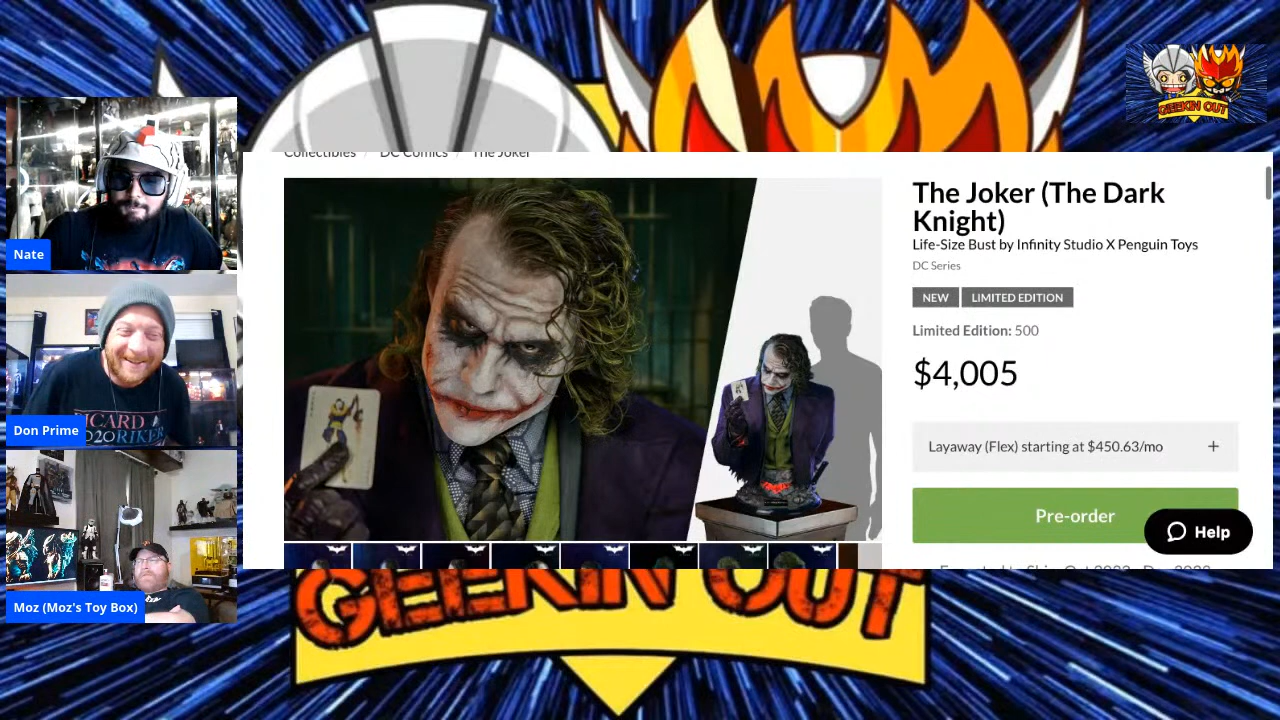 Collectibles / DC Comics / The Joker
GEEKIN OUT
Nate
The Joker (The Dark
Knight)
Life-Size Bust by Infinity Studio X Penguin Toys
DC Series
NEW
LIMITED EDITION
Limited Edition: 500
$4,005
Layaway (Flex) starting at $450.63/mo
+
Pre-order
Help
Don Prime
Moz (Moz's Toy Box)
GEEKIN OUT